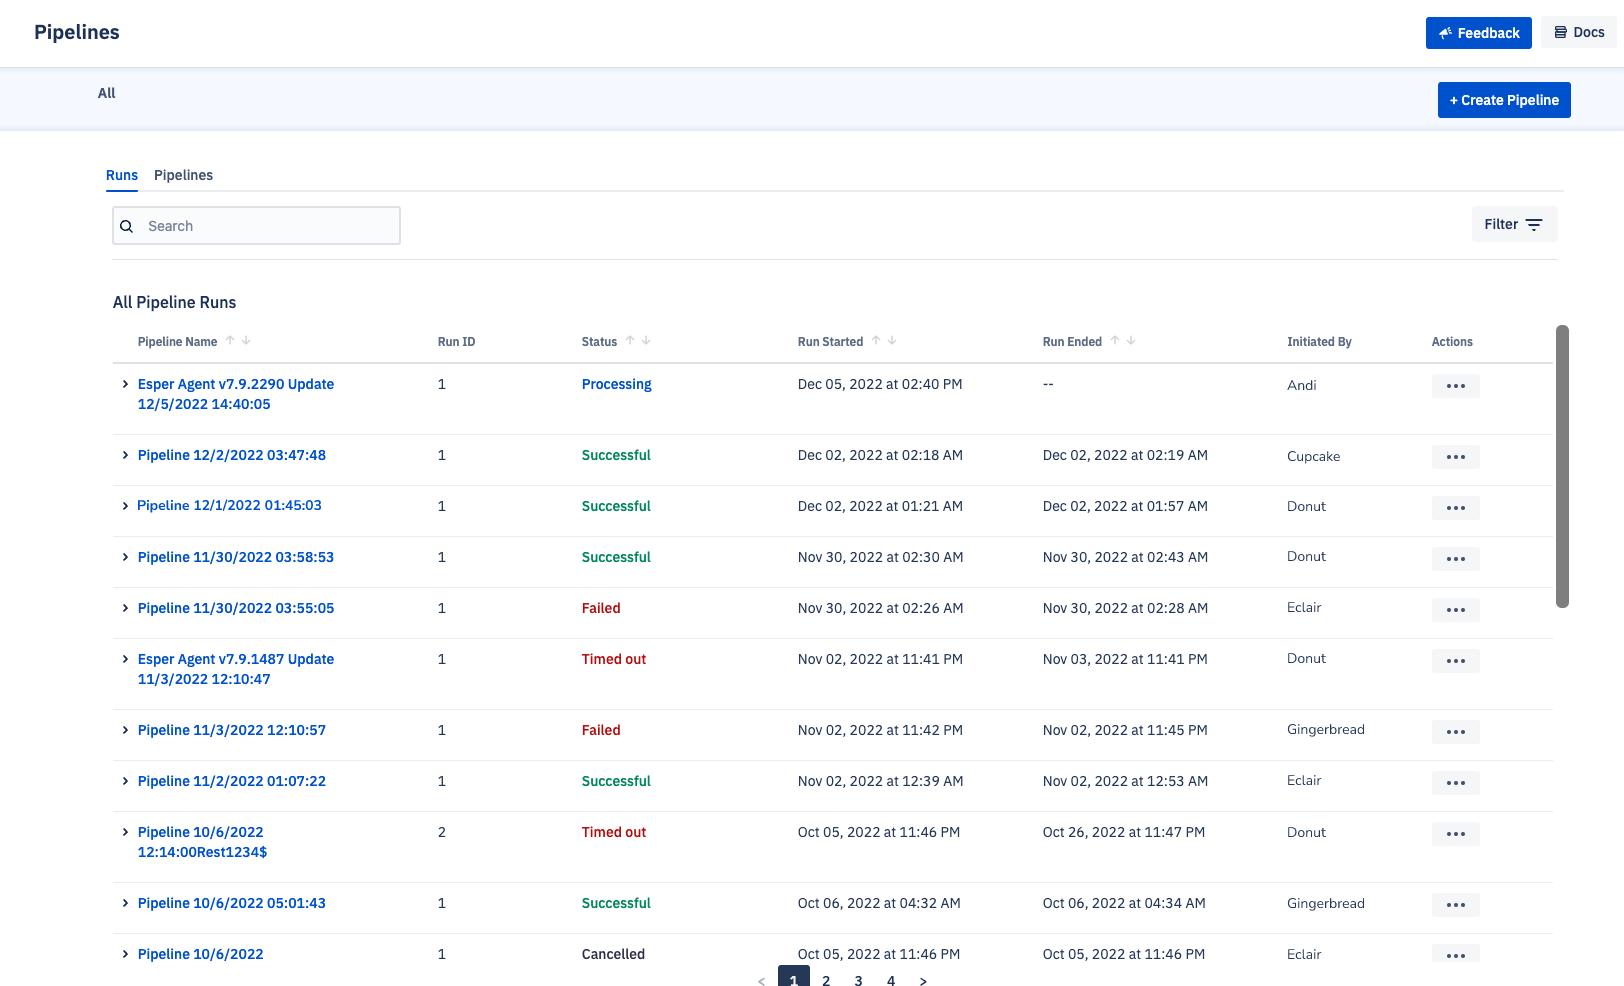 Pipelines
Feedback
Docs
All
+ Create Pipeline
Runs Pipelines
Search
Filter
All Pipeline Runs
Pipeline Name Run ID Status Run Started Run Ended Initiated By Actions
Esper Agent v7.9.2290 Update 1 Processing Dec 05, 2022 at 02:40 PM -- Andi
12/5/2022 14:40:05
Pipeline 12/2/2022 03:47:48 1 Successful Dec 02, 2022 at 02:18 AM Dec 02, 2022 at 02:19 AM Cupcake
Pipeline 12/1/2022 01:45:03 1 Successful Dec 02, 2022 at 01:21 AM Dec 02, 2022 at 01:57 AM Donut
Pipeline 11/30/2022 03:58:53 1 Successful Nov 30, 2022 at 02:30 AM Nov 30, 2022 at 02:43 AM Donut
Pipeline 11/30/2022 03:55:05 1 Failed Nov 30, 2022 at 02:26 AM Nov 30, 2022 at 02:28 AM Eclair
Esper Agent v7.9.1487 Update 1 Timed out Nov 02, 2022 at 11:41 PM Nov 03, 2022 at 11:41 PM Donut
11/3/2022 12:10:47
Pipeline 11/3/2022 12:10:57 1 Failed Nov 02, 2022 at 11:42 PM Nov 02, 2022 at 11:45 PM Gingerbread
Pipeline 11/2/2022 01:07:22 1 Successful Nov 02, 2022 at 12:39 AM Nov 02, 2022 at 12:53 AM Eclair
Pipeline 10/6/2022 2 Timed out Oct 05, 2022 at 11:46 PM Oct 26, 2022 at 11:47 PM Donut
12:14:00Rest1234$
Pipeline 10/6/2022 05:01:43 1 Successful Oct 06, 2022 at 04:32 AM Oct 06, 2022 at 04:34 AM Gingerbread
Pipeline 10/6/2022 1 Cancelled Oct 05, 2022 at 11:46 PM Oct 05, 2022 at 11:46 PM Eclair
< 1 2 3 4 >